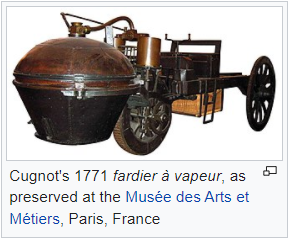 Cugnot's 1771 fardier à vapeur, as
preserved at the Musée des Arts et
Métiers, Paris, France